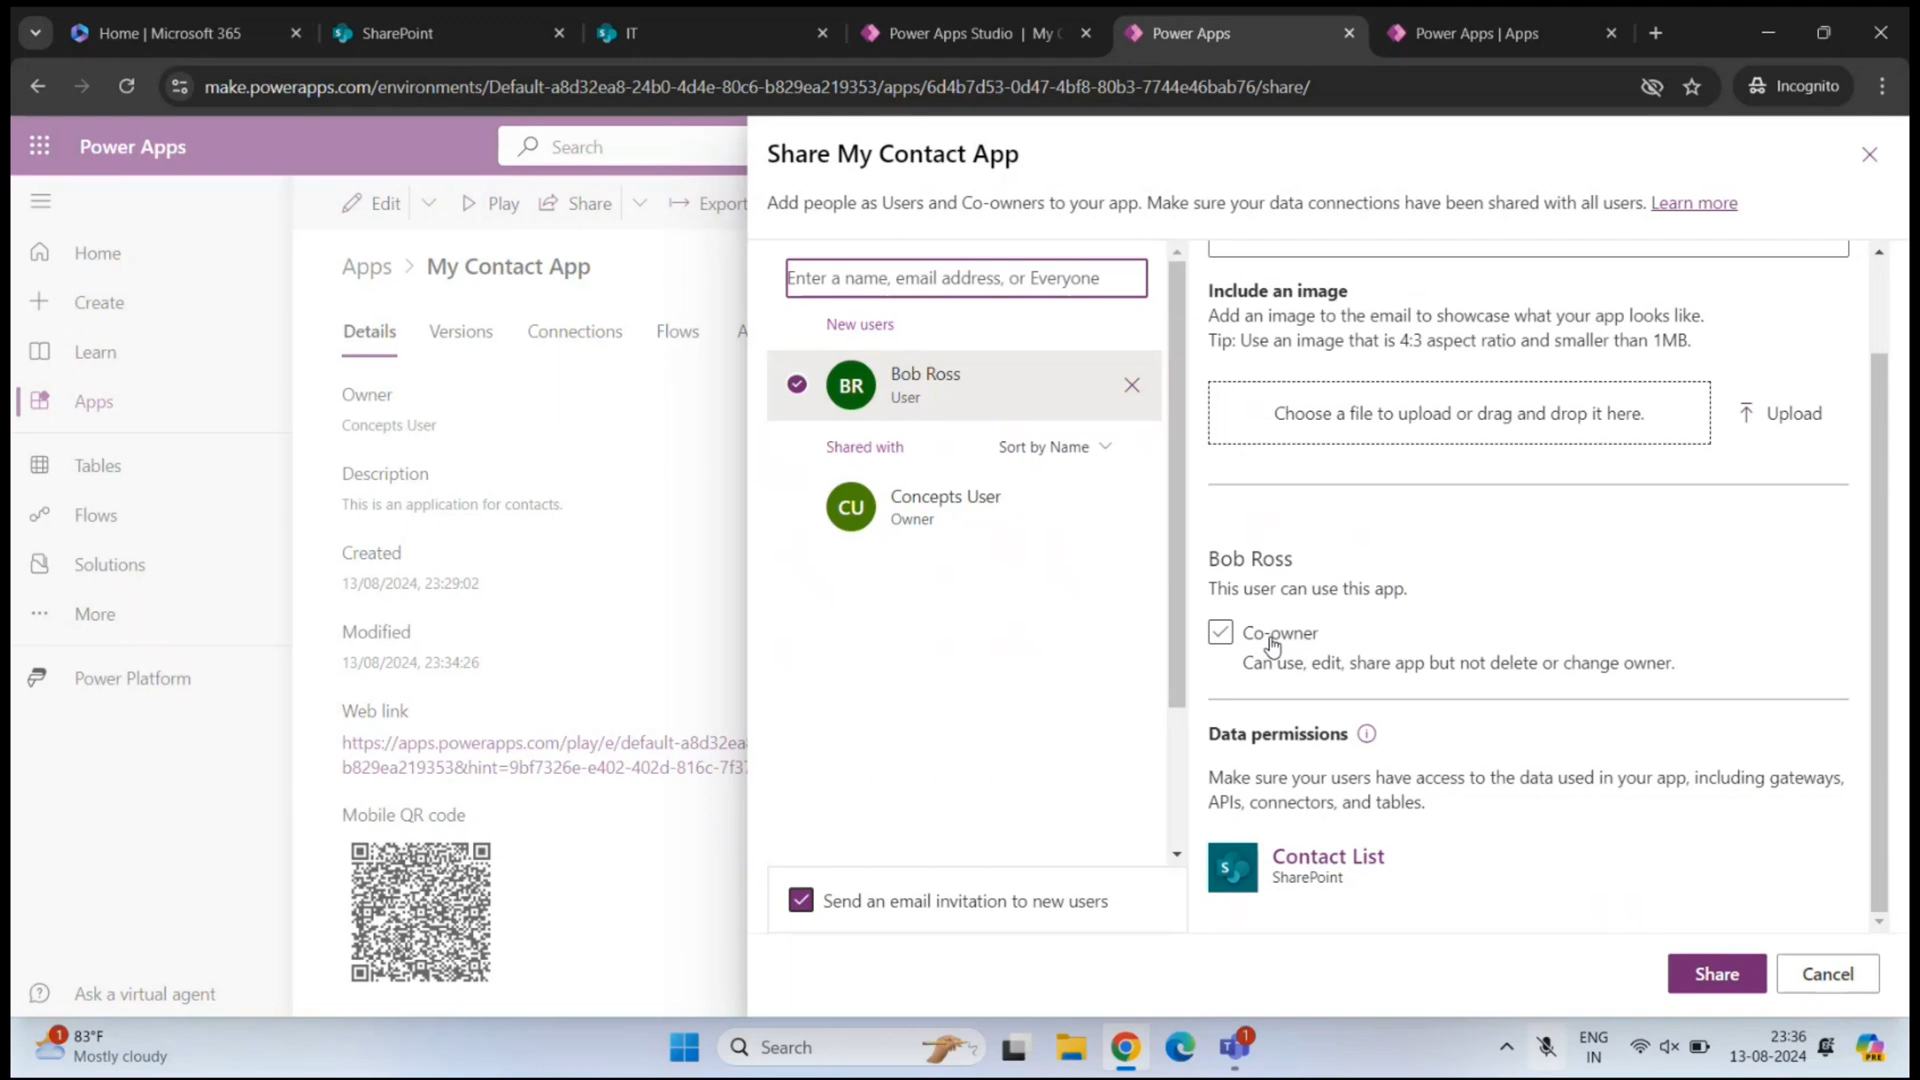 Home | Microsoft 365
SharePoint
IT
Power Apps Studio | My C
Power Apps
Power Apps | Apps
make.powerapps.com/environments/Default-a8d32ea8-24b0-4d4e-80c6-b829ea219353/apps/6d4b7d53-0d47-4bf8-80b3-7744e46bab76/share/
Incognito
Power Apps
Search
Home
Create
Learn
Apps
Tables
Flows
Solutions
More
Power Platform
Ask a virtual agent
Edit
Play
Share
Export
Apps > My Contact App
Details
Versions
Connections
Flows
A
Owner
Concepts User
Description
This is an application for contacts.
Created
13/08/2024, 23:29:02
Modified
13/08/2024, 23:34:26
Web link
https://apps.powerapps.com/play/e/default-a8d32ea8
b829ea219353&hint=9bf7326e-e402-402d-816c-7f37
Mobile QR code
Share My Contact App
Add people as Users and Co-owners to your app. Make sure your data connections have been shared with all users. Learn more
Enter a name, email address, or Everyone
New users
BR
Bob Ross
User
Shared with
Sort by Name
CU
Concepts User
Owner
Send an email invitation to new users
Include an image
Add an image to the email to showcase what your app looks like.
Tip: Use an image that is 4:3 aspect ratio and smaller than 1MB.
Choose a file to upload or drag and drop it here.
Upload
Bob Ross
This user can use this app.
Co-owner
Can use, edit, share app but not delete or change owner.
Data permissions
Make sure your users have access to the data used in your app, including gateways,
APIs, connectors, and tables.
S
Contact List
SharePoint
Share
Cancel
1
83°F
Mostly cloudy
Search
1
ENG
IN
23:36
13-08-2024
PRE